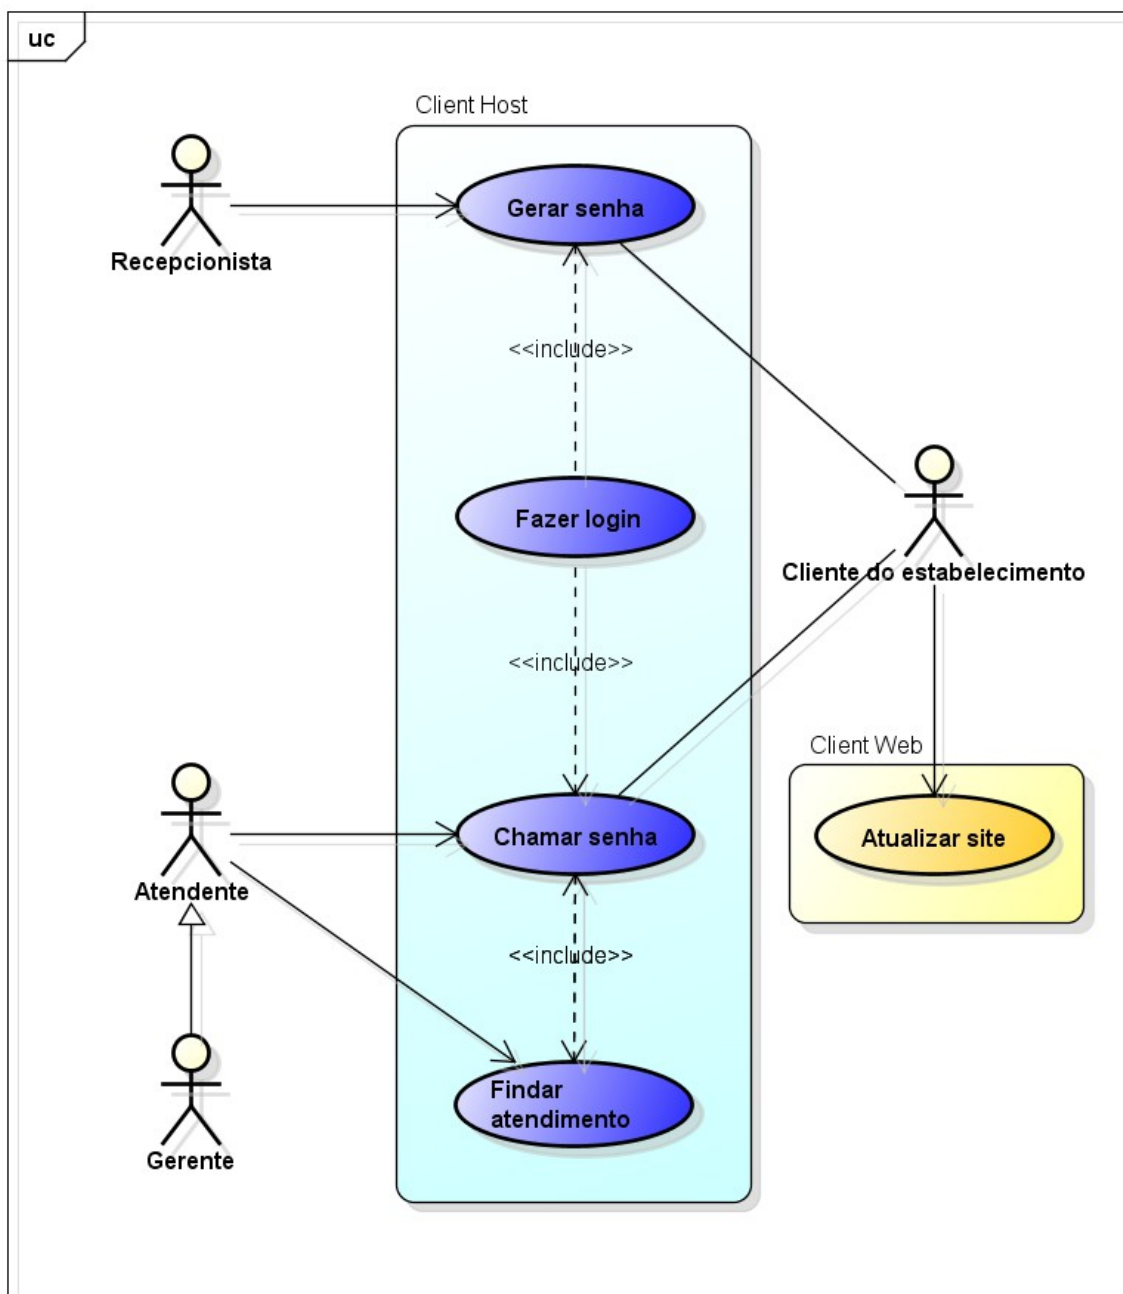 uc
Client Host
Gerar senha
Recepcionista
<<include>>
Fazer login
Cliente do estabelecimento
<<include>>
Client Web
Chamar senha
Atualizar site
Atendente
<<include>>
Findar
atendimento
Gerente